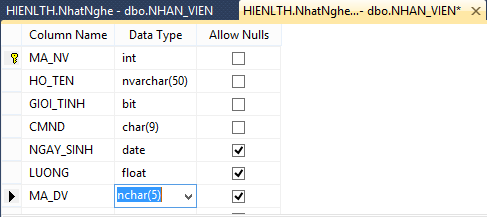 HIENLTH.NhatNghe - dbo.NHAN_VIEN HIENLTH.NhatNghe...- dbo.NHAN_VIEN*
Column Name Data Type Allow Nulls
MA_NV int
HO_TEN nvarchar(50)
GIOI_TINH bit
CMND char(9)
NGAY_SINH date
LUONG float
MA_DV nchar(5)